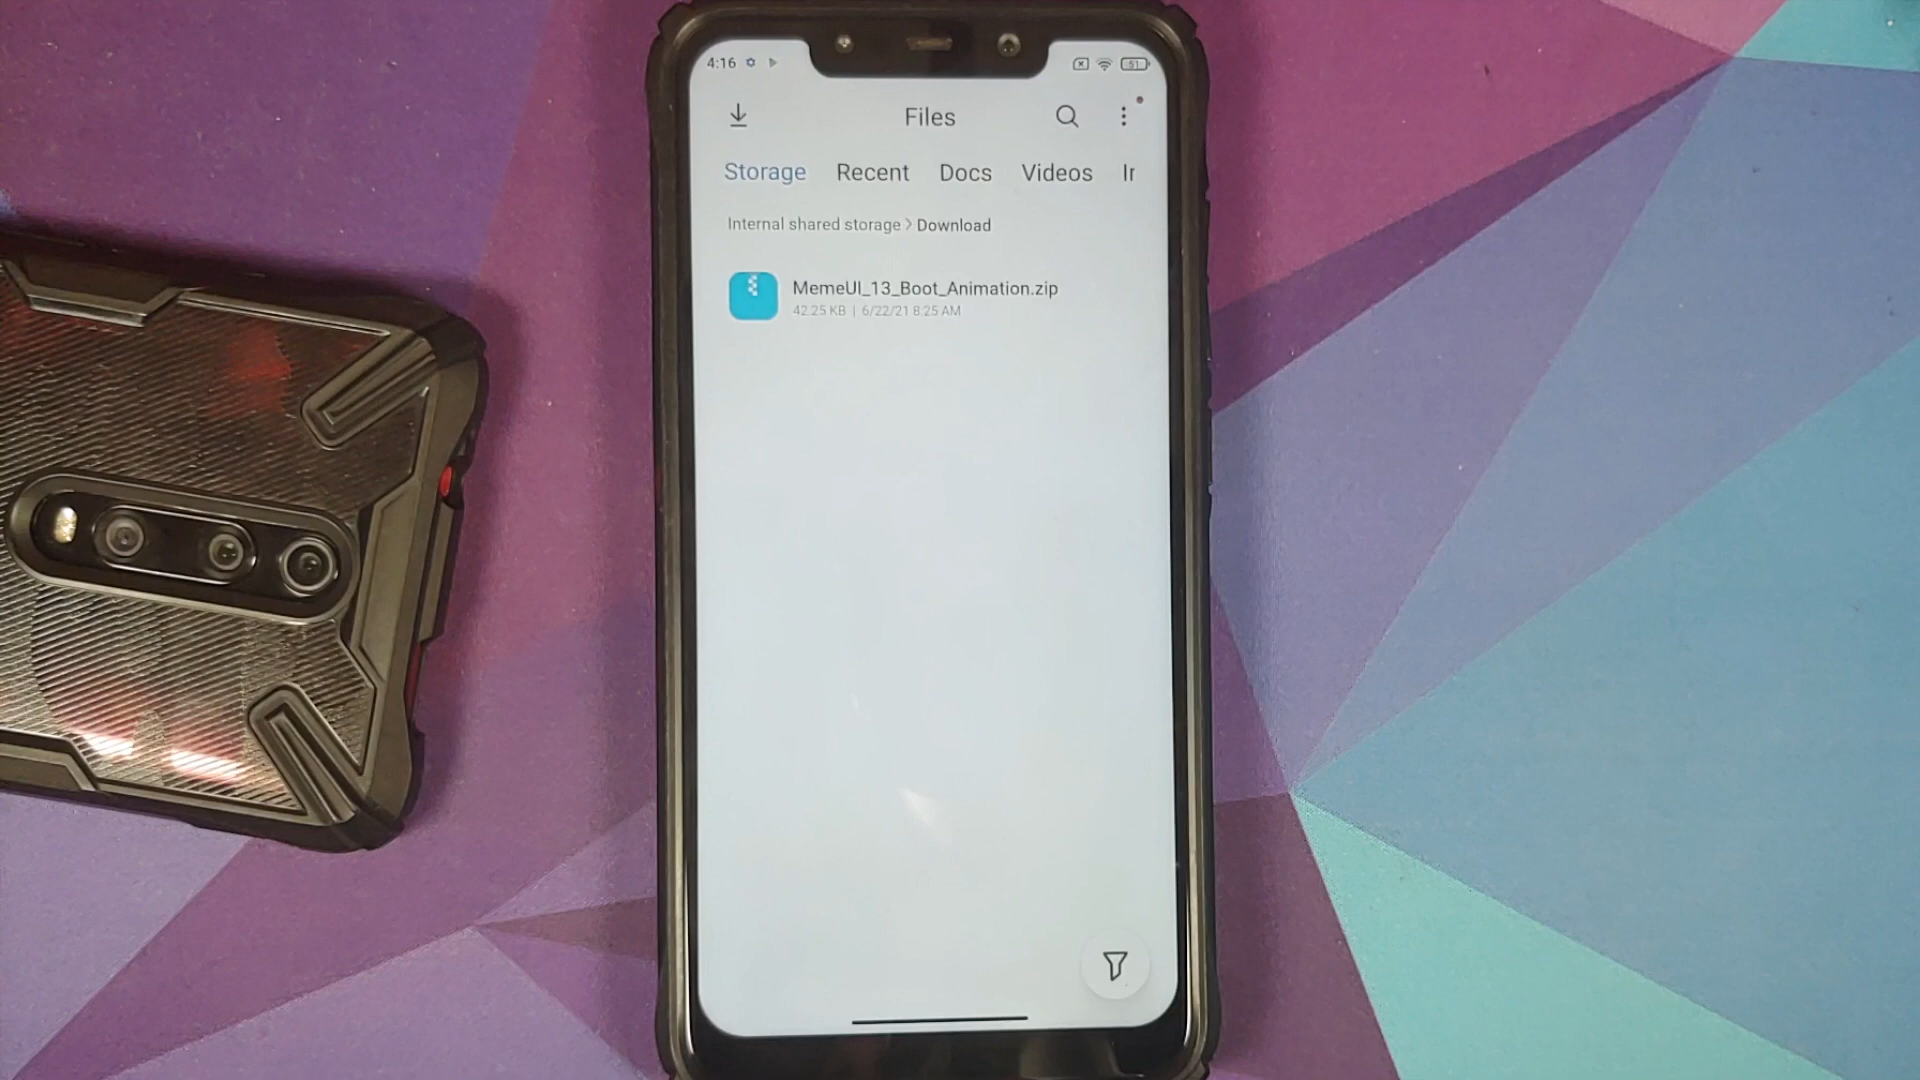 4:16
51
Files
Storage Recent Docs Videos Ir
Internal shared storage > Download
MemeUI_13_Boot_Animation.zip
42.25 KB | 6/22/21 8:25 AM